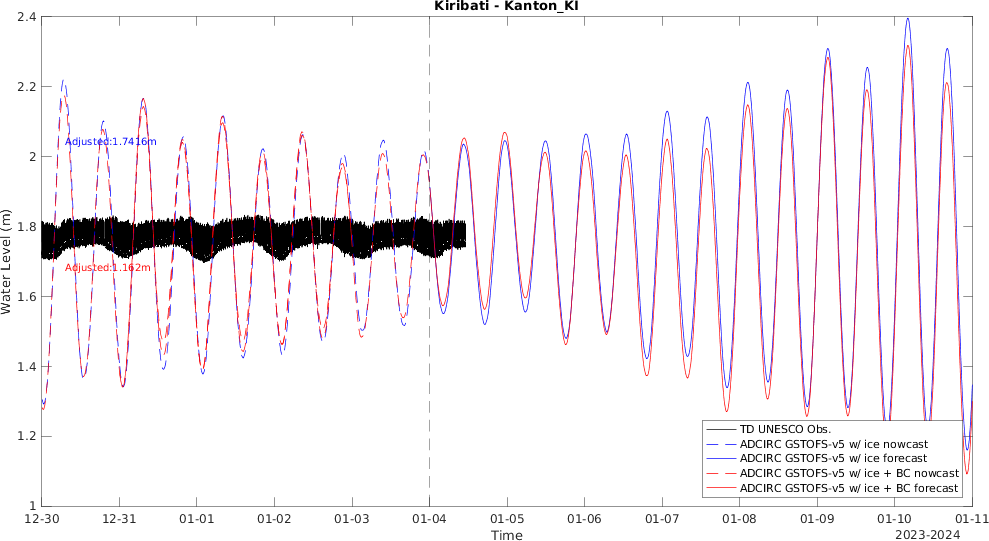 Kiribati - Kanton_KI
2.4
2.2
2
1.8
1.6
1.4
1.2
1
Water Level (m)
Adjusted:1.7416m
Adjusted:1.162m
TD UNESCO Obs.
ADCIRC GSTOFS-v5 w/ ice nowcast
ADCIRC GSTOFS-v5 w/ ice forecast
ADCIRC GSTOFS-v5 w/ ice + BC nowcast
ADCIRC GSTOFS-v5 w/ ice + BC forecast
12-30 12-31 01-01 01-02 01-03 01-04 01-05 01-06 01-07 01-08 01-09 01-10 01-11
Time
2023-2024